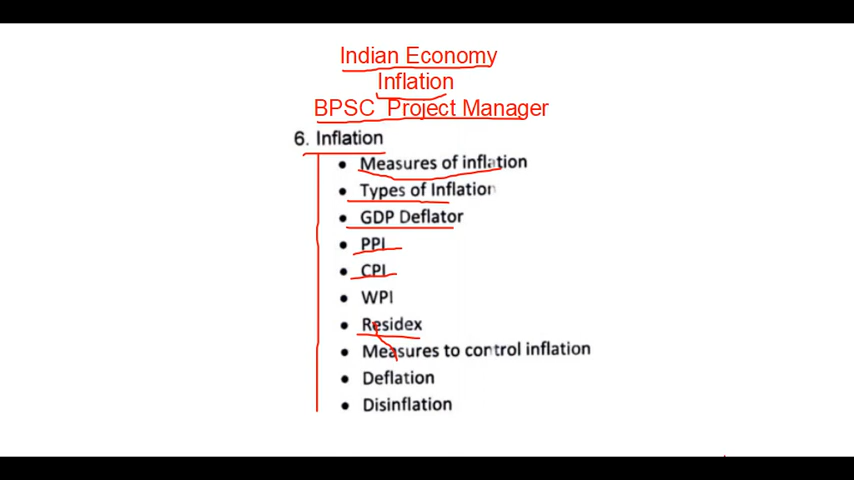 Indian Economy
Inflation
BPSC Project Manager
6. Inflation
• Measures of inflation
• Types of Inflation
• GDP Deflator
• PPI
• CPI
• WPI
• Residex
• Measures to control inflation
• Deflation
• Disinflation